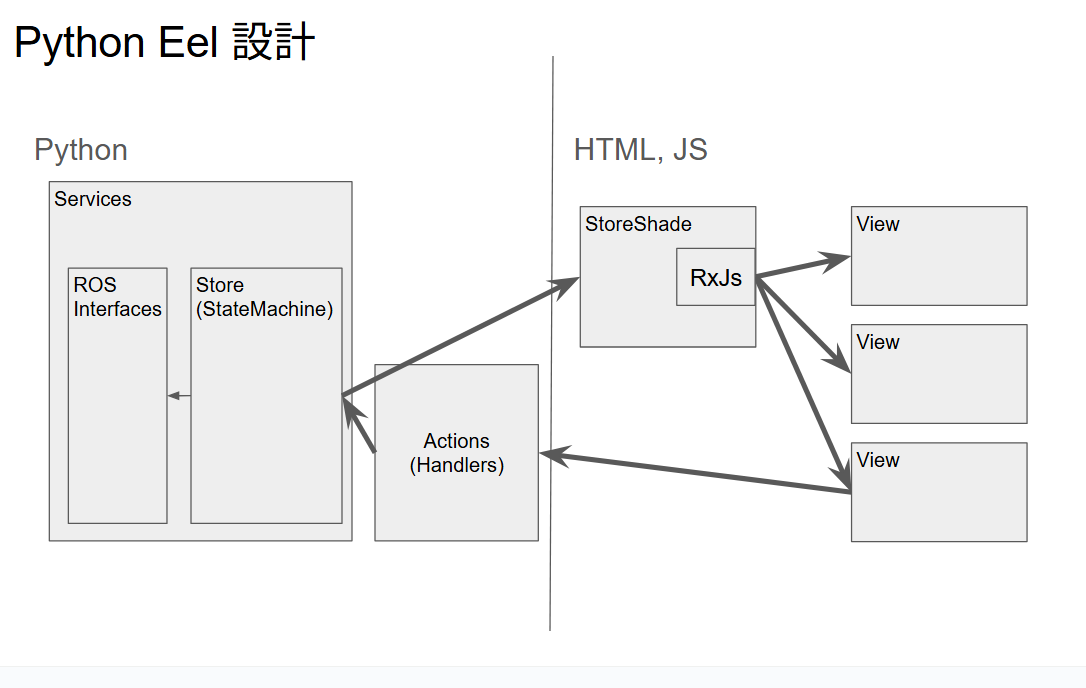 Python Eel 設計
Python
HTML, JS
Services
ROS
Interfaces
Store
(StateMachine)
Actions
(Handlers)
StoreShade
RxJs
View
View
View